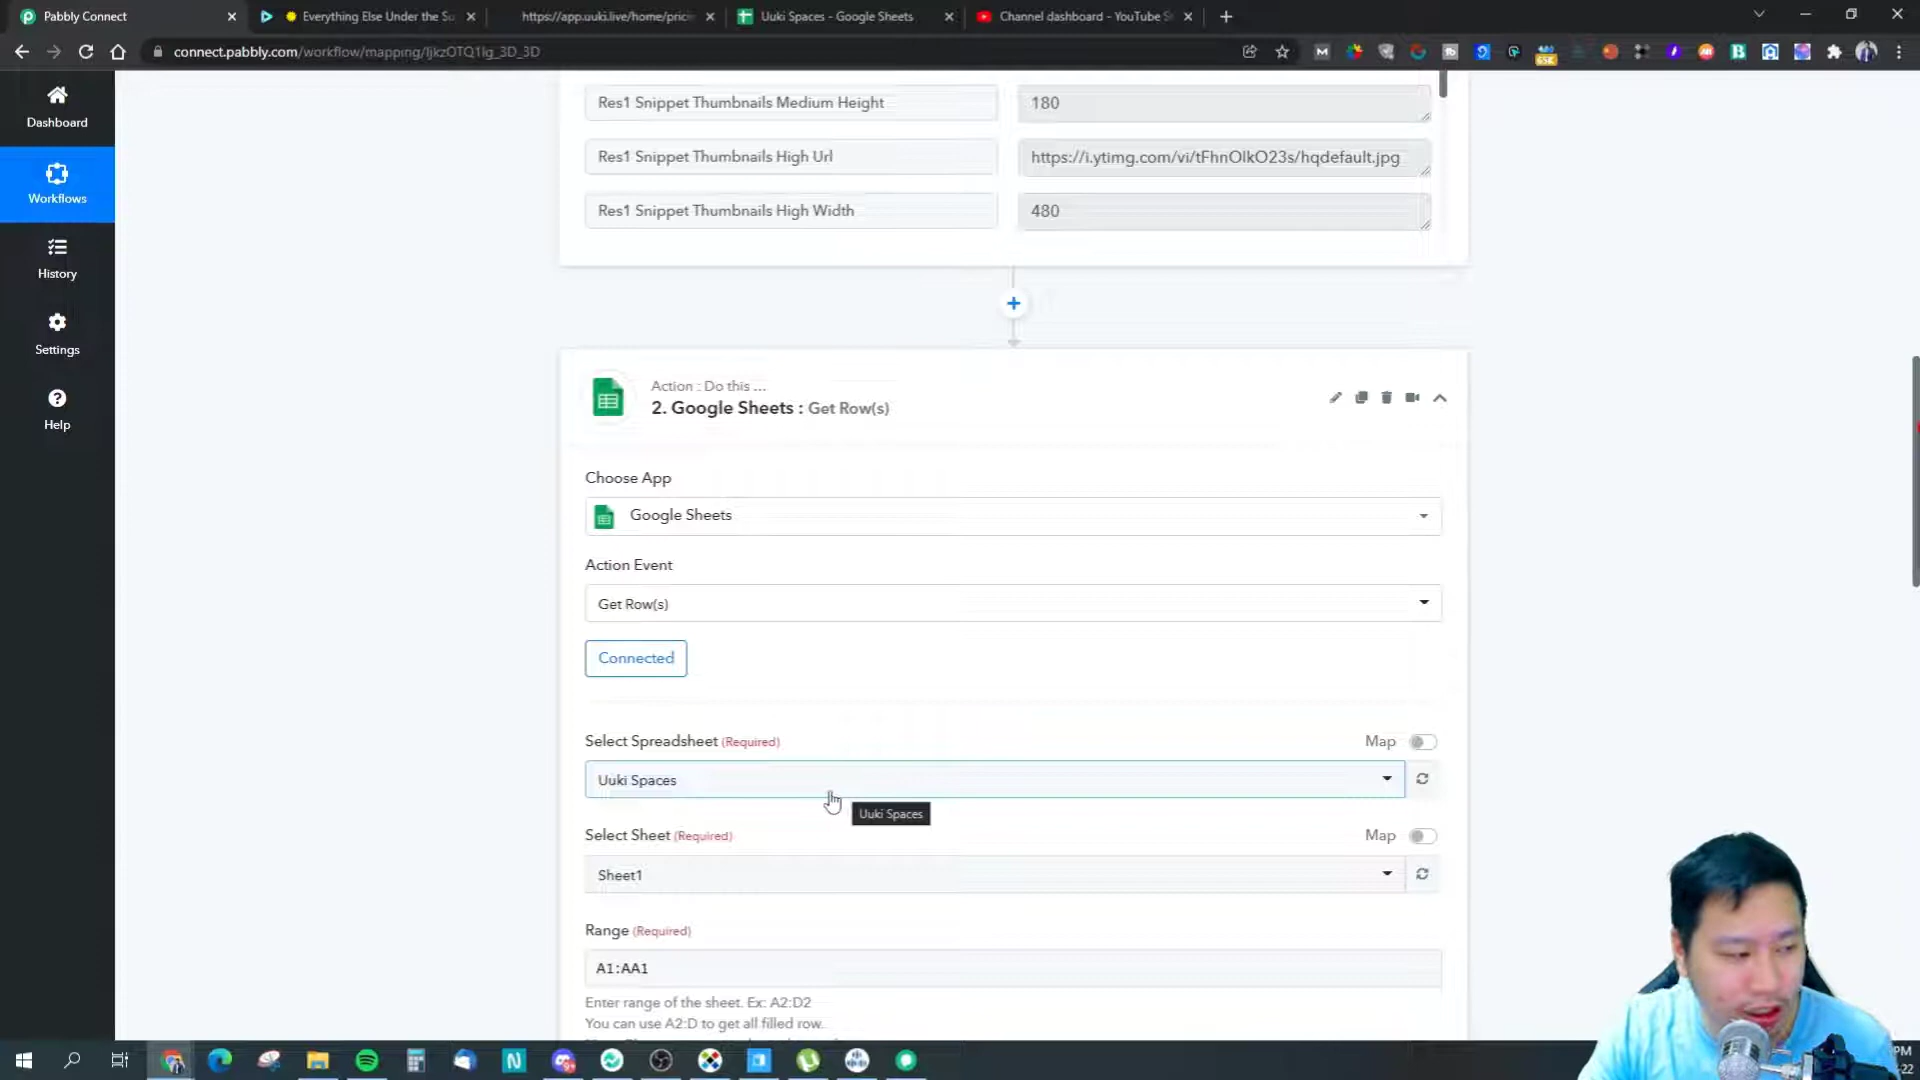 Pabbly Connect
Everything Else Under the Su
https://app.uuki.live/home/pricin
Uuki Spaces - Google Sheets
Channel dashboard - YouTube S
connect.pabbly.com/workflow/mapping/IjkzOTQ1Ig_3D_3D
Dashboard
Workflows
History
Settings
Help
Res1 Snippet Thumbnails Medium Height
180
Res1 Snippet Thumbnails High Url
https://i.ytimg.com/vi/tFhnOlkO23s/hqdefault.jpg
Res1 Snippet Thumbnails High Width
480
Action : Do this ...
2. Google Sheets : Get Row(s)
Choose App
Google Sheets
Action Event
Get Row(s)
Connected
Select Spreadsheet (Required)
Map
Uuki Spaces
Uuki Spaces
Select Sheet (Required)
Map
Sheet1
Range (Required)
A1:AA1
Enter range of the sheet. Ex: A2:D2
You can use A2:D to get all filled row.
PM
22